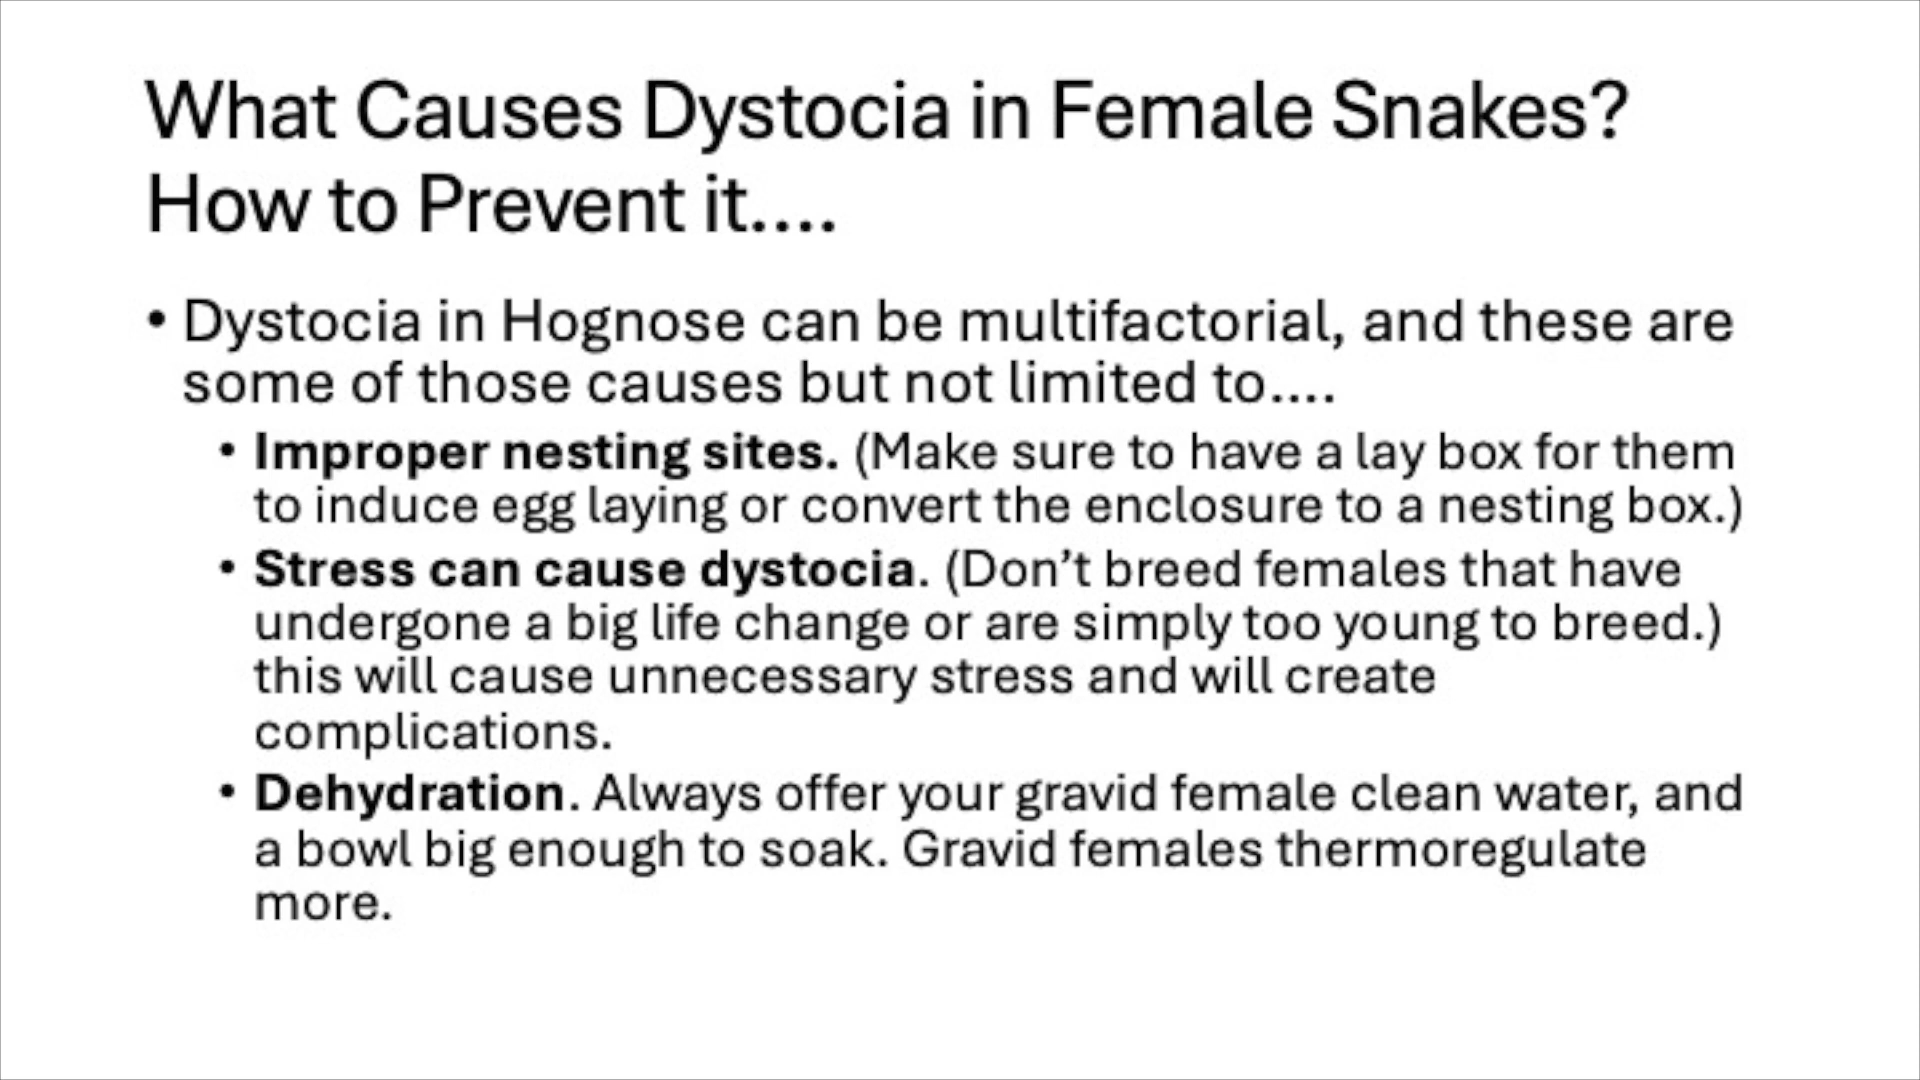 What Causes Dystocia in Female Snakes?
How to Prevent it....
• Dystocia in Hognose can be multifactorial, and these are
some of those causes but not limited to....
• Improper nesting sites. (Make sure to have a lay box for them
to induce egg laying or convert the enclosure to a nesting box.)
• Stress can cause dystocia. (Don’t breed females that have
undergone a big life change or are simply too young to breed.)
this will cause unnecessary stress and will create
complications.
• Dehydration. Always offer your gravid female clean water, and
a bowl big enough to soak. Gravid females thermoregulate
more.